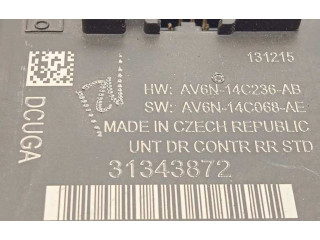 131215
HW: AV6N-14C236-AB
SW: AV6N-14C068-AE
MADE IN CZECH REPUBLIC
UNT DR CONTR RR STD
31343872
DCUGA